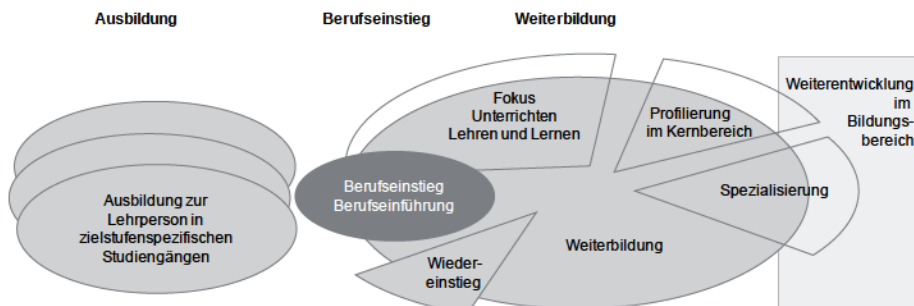 Ausbildung
Berufseinstieg
Weiterbildung
Ausbildung zur
Lehrperson in
zielstufenspezifischen
Studiengängen
Berufseinstieg
Berufseinführung
Fokus
Unterrichten
Lehren und Lernen
Profilierung
im Kernbereich
Weiterentwicklung
im
Bildungs-
bereich
Spezialisierung
Weiterbildung
Wieder-
einstieg